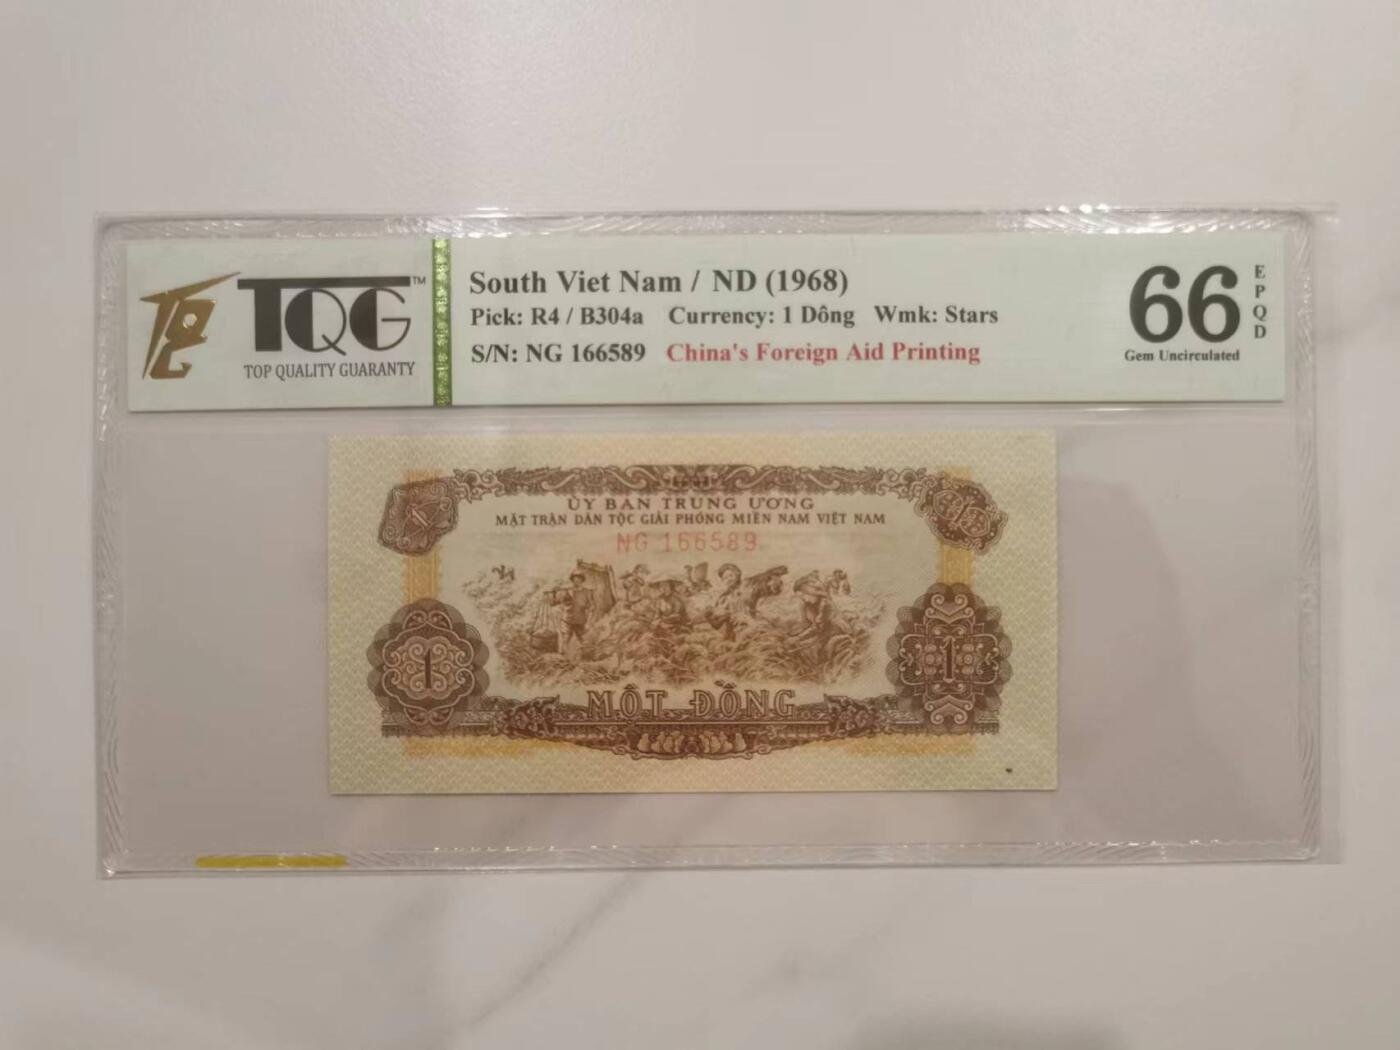 TQG™
TOP QUALITY GUARANTY
South Viet Nam / ND (1968)
Pick: R4 / B304a Currency: 1 Dông Wmk: Stars
S/N: NG 166589 China's Foreign Aid Printing
66
EPQD
Gem Uncirculated
ỦY BAN TRUNG ƯƠNG
MẶT TRẬN DÂN TỘC GIẢI PHÓNG MIỀN NAM VIỆT NAM
NG 166589
1
1
MỘT ĐỒNG